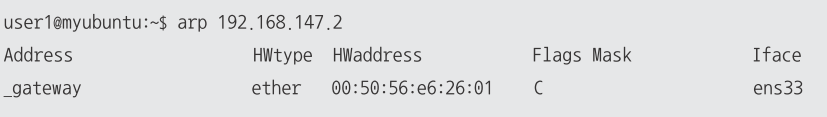 user1@myubuntu:~$ arp 192.168.147.2
Address HWtype HWaddress Flags Mask Iface
_gateway ether 00:50:56:e6:26:01 C ens33